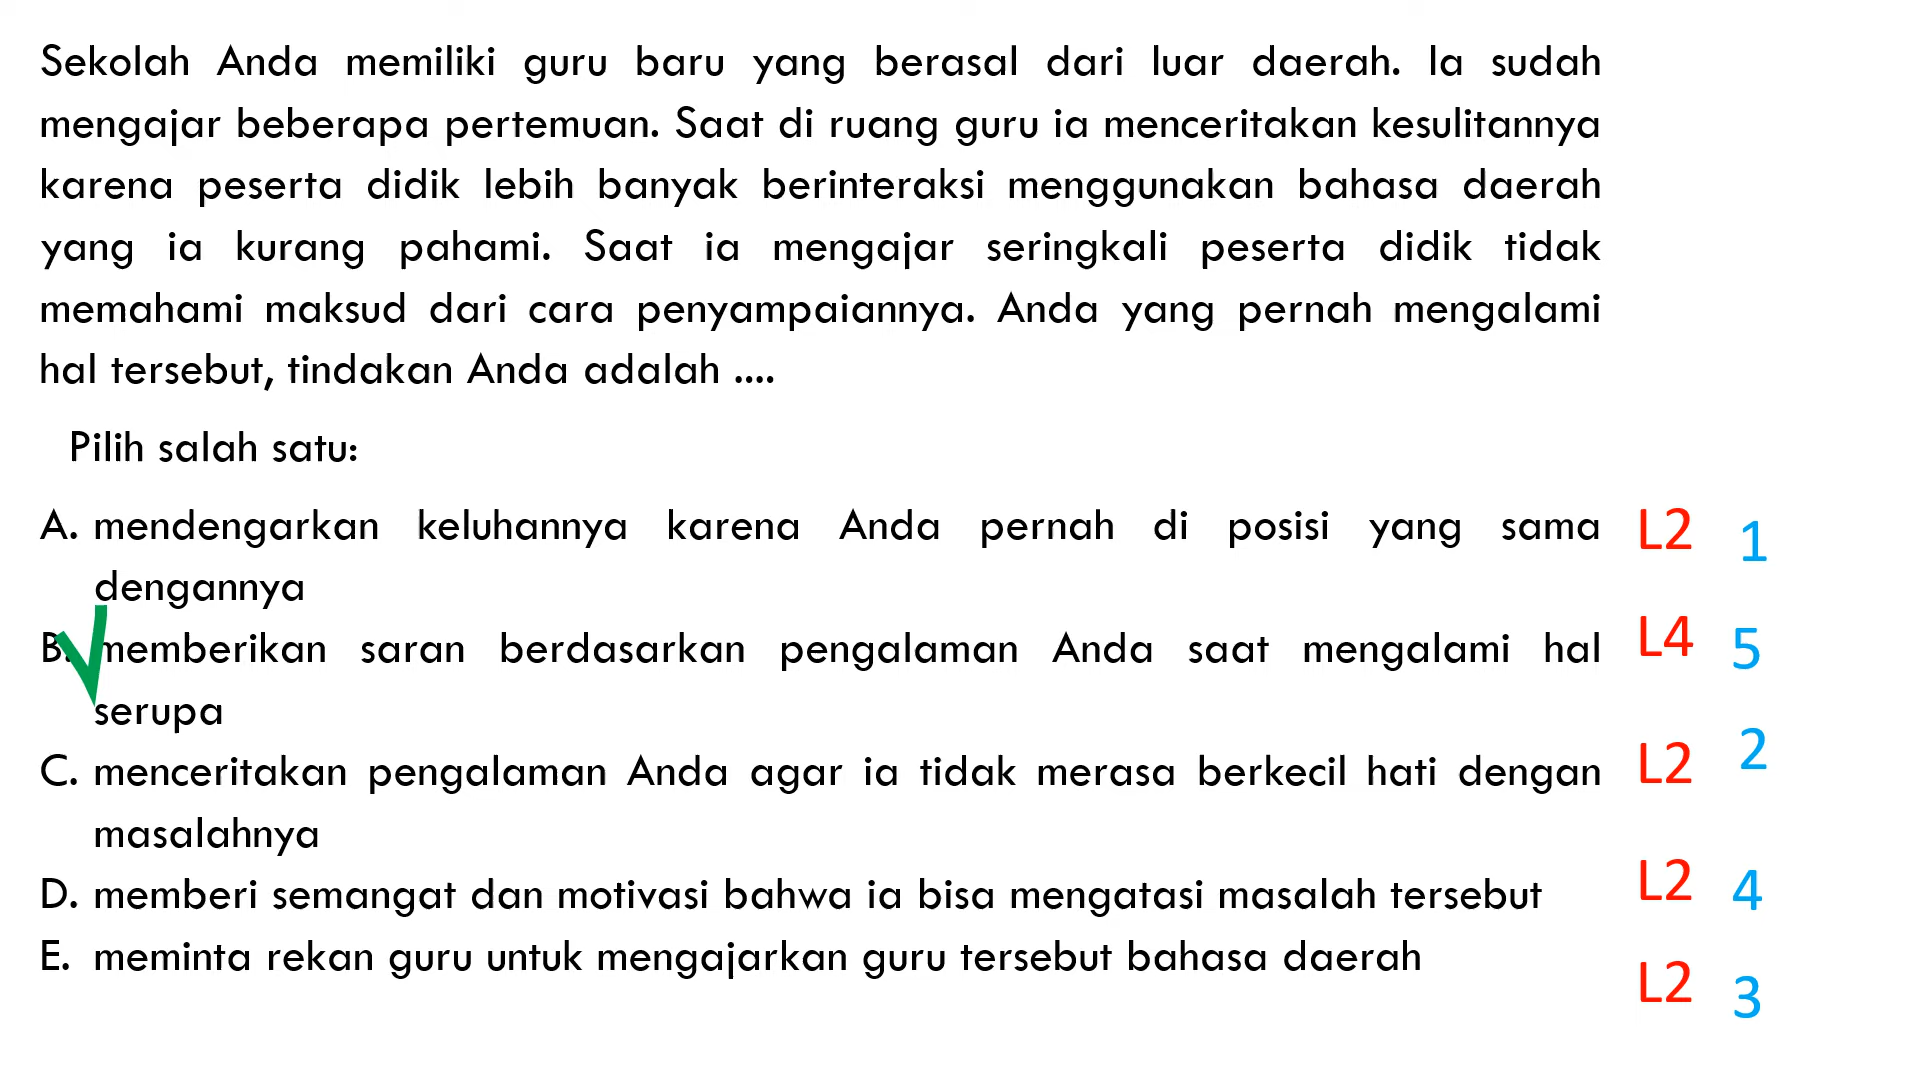 Sekolah Anda memiliki guru baru yang berasal dari luar daerah. Ia sudah
mengajar beberapa pertemuan. Saat di ruang guru ia menceritakan kesulitannya
karena peserta didik lebih banyak berinteraksi menggunakan bahasa daerah
yang ia kurang pahami. Saat ia mengajar seringkali peserta didik tidak
memahami maksud dari cara penyampaiannya. Anda yang pernah mengalami
hal tersebut, tindakan Anda adalah ....
Pilih salah satu:
A. mendengarkan keluhannya karena Anda pernah di posisi yang sama L2 1
dengannya
B. memberikan saran berdasarkan pengalaman Anda saat mengalami hal L4 5
serupa
C. menceritakan pengalaman Anda agar ia tidak merasa berkecil hati dengan L2 2
masalahnya
D. memberi semangat dan motivasi bahwa ia bisa mengatasi masalah tersebut L2 4
E. meminta rekan guru untuk mengajarkan guru tersebut bahasa daerah L2 3